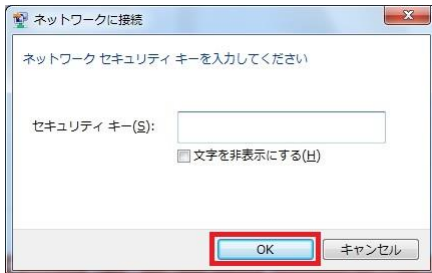 ネットワークに接続
ネットワーク セキュリティ キーを入力してください
セキュリティ キー(S):
文字を非表示にする(H)
OK キャンセル